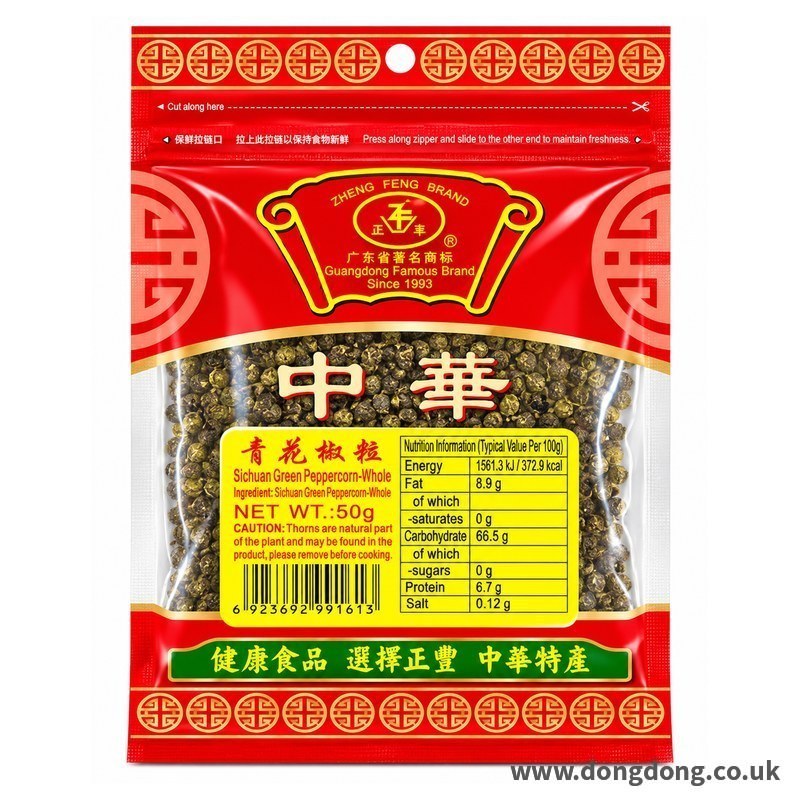 Cut along here
保鲜拉链口 拉上此拉链以保持食物新鲜 Press along zipper and slide to the other end to maintain freshness.
ZHENG FENG BRAND
正 丰
®
广东省著名商标
Guangdong Famous Brand
Since 1993
中華
青花椒粒
Sichuan Green Peppercorn-Whole
Ingredient: Sichuan Green Peppercorn-Whole
NET WT.:50g
CAUTION: Thorns are natural part
of the plant and may be found in the
product, please remove before cooking.
6 923692 991613
Nutrition Information (Typical Value Per 100g)
Energy 1561.3 kJ / 372.9 kcal
Fat 8.9 g
of which
-saturates 0 g
Carbohydrate 66.5 g
of which
-sugars 0 g
Protein 6.7 g
Salt 0.12 g
健康食品 選擇正豐 中華特產
www.dongdong.co.uk